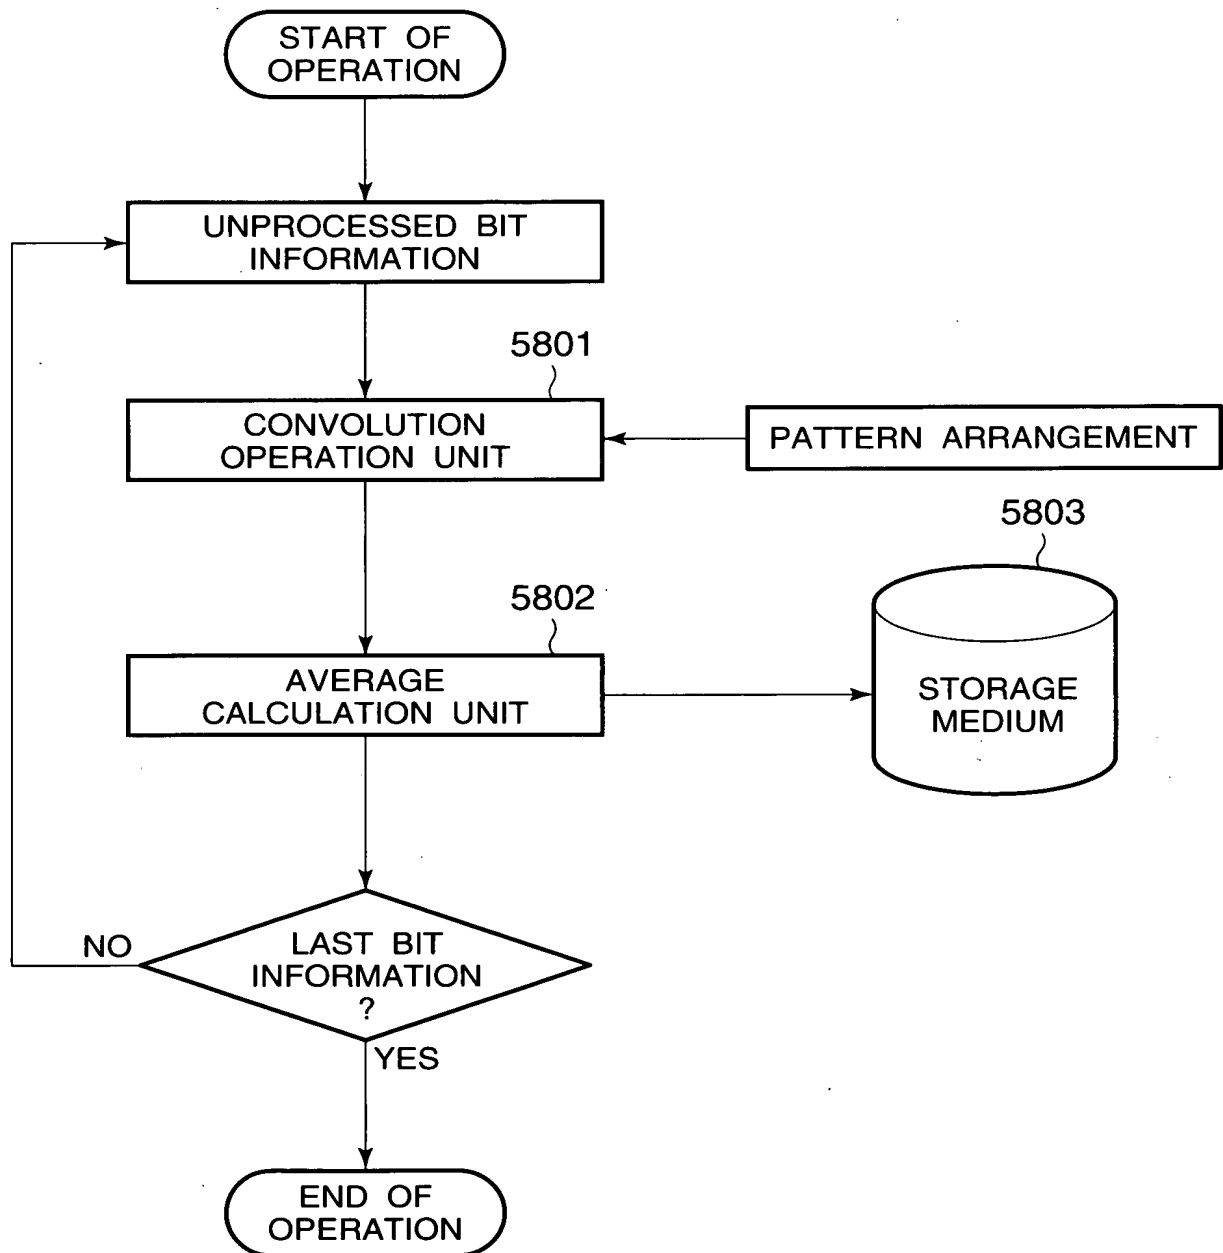 START OF
OPERATION
UNPROCESSED BIT
INFORMATION
5801
CONVOLUTION
OPERATION UNIT
PATTERN ARRANGEMENT
5803
5802
AVERAGE
CALCULATION UNIT
STORAGE
MEDIUM
NO
LAST BIT
INFORMATION
?
YES
END OF
OPERATION